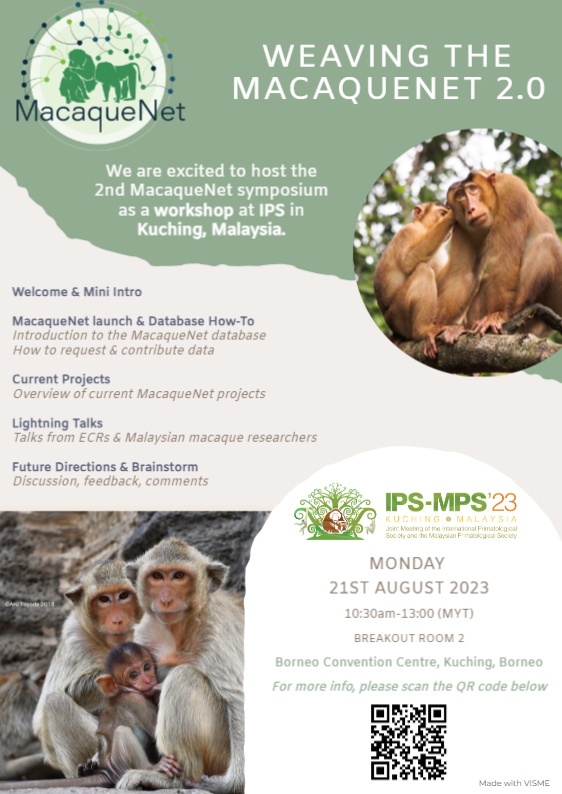 MacaqueNet
WEAVING THE
MACAQUENET 2.0
We are excited to host the
2nd MacaqueNet symposium
as a workshop at IPS in
Kuching, Malaysia.
Welcome & Mini Intro
MacaqueNet launch & Database How-To
Introduction to the MacaqueNet database
How to request & contribute data
Current Projects
Overview of current MacaqueNet projects
Lightning Talks
Talks from ECRs & Malaysian macaque researchers
Future Directions & Brainstorm
Discussion, feedback, comments
©Aru Toyoda 2018
IPS-MPS'23
KUCHING MALAYSIA
Joint Meeting of the International Primatological
Society and the Malaysian Primatological Society
MONDAY
21ST AUGUST 2023
10:30am-13:00 (MYT)
BREAKOUT ROOM 2
Borneo Convention Centre, Kuching, Borneo
For more info, please scan the QR code below
Made with VISME